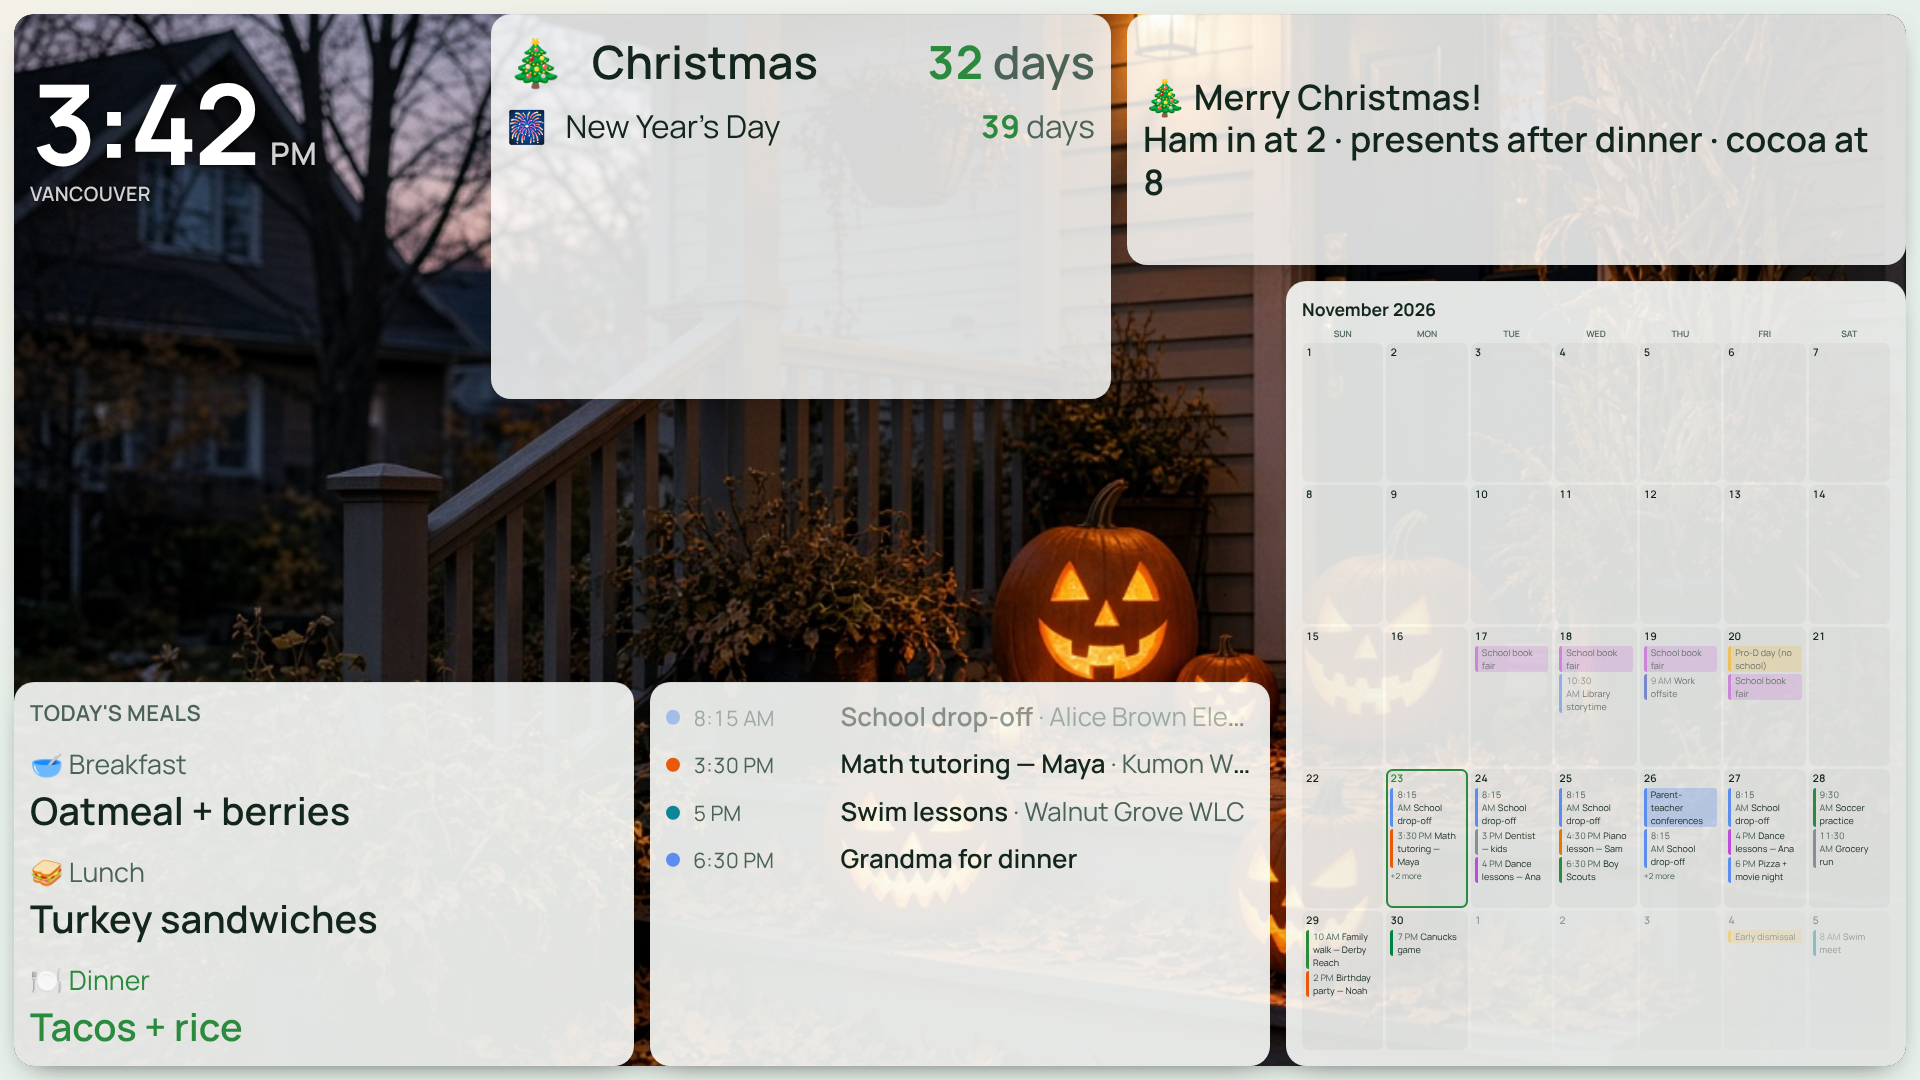 3:42 PM
VANCOUVER
Christmas 32 days
New Year's Day 39 days
Merry Christmas!
Ham in at 2 · presents after dinner · cocoa at
8
TODAY'S MEALS
Breakfast
Oatmeal + berries
Lunch
Turkey sandwiches
Dinner
Tacos + rice
8:15 AM School drop-off · Alice Brown Ele...
3:30 PM Math tutoring — Maya · Kumon W...
5 PM Swim lessons · Walnut Grove WLC
6:30 PM Grandma for dinner
November 2026
SUN MON TUE WED THU FRI SAT
1 2 3 4 5 6 7
8 9 10 11 12 13 14
15 16 17 18 19 20 21
School book
fair
School book
fair
10:30
AM Library
storytime
School book
fair
9 AM Work
offsite
Pro-D day (no
school)
School book
fair
22 23 24 25 26 27 28
8:15
AM School
drop-off
3:30 PM Math
tutoring —
Maya
+2 more
8:15
AM School
drop-off
3 PM Dentist
— kids
4 PM Dance
lessons — Ana
8:15
AM School
drop-off
4:30 PM Piano
lesson — Sam
6:30 PM Boy
Scouts
Parent-
teacher
conferences
8:15
AM School
drop-off
+2 more
8:15
AM School
drop-off
4 PM Dance
lessons — Ana
6 PM Pizza +
movie night
9:30
AM Soccer
practice
11:30
AM Grocery
run
29 30 1 2 3 4 5
10 AM Family
walk — Derby
Reach
2 PM Birthday
party — Noah
7 PM Canucks
game
Early dismissal
8 AM Swim
meet